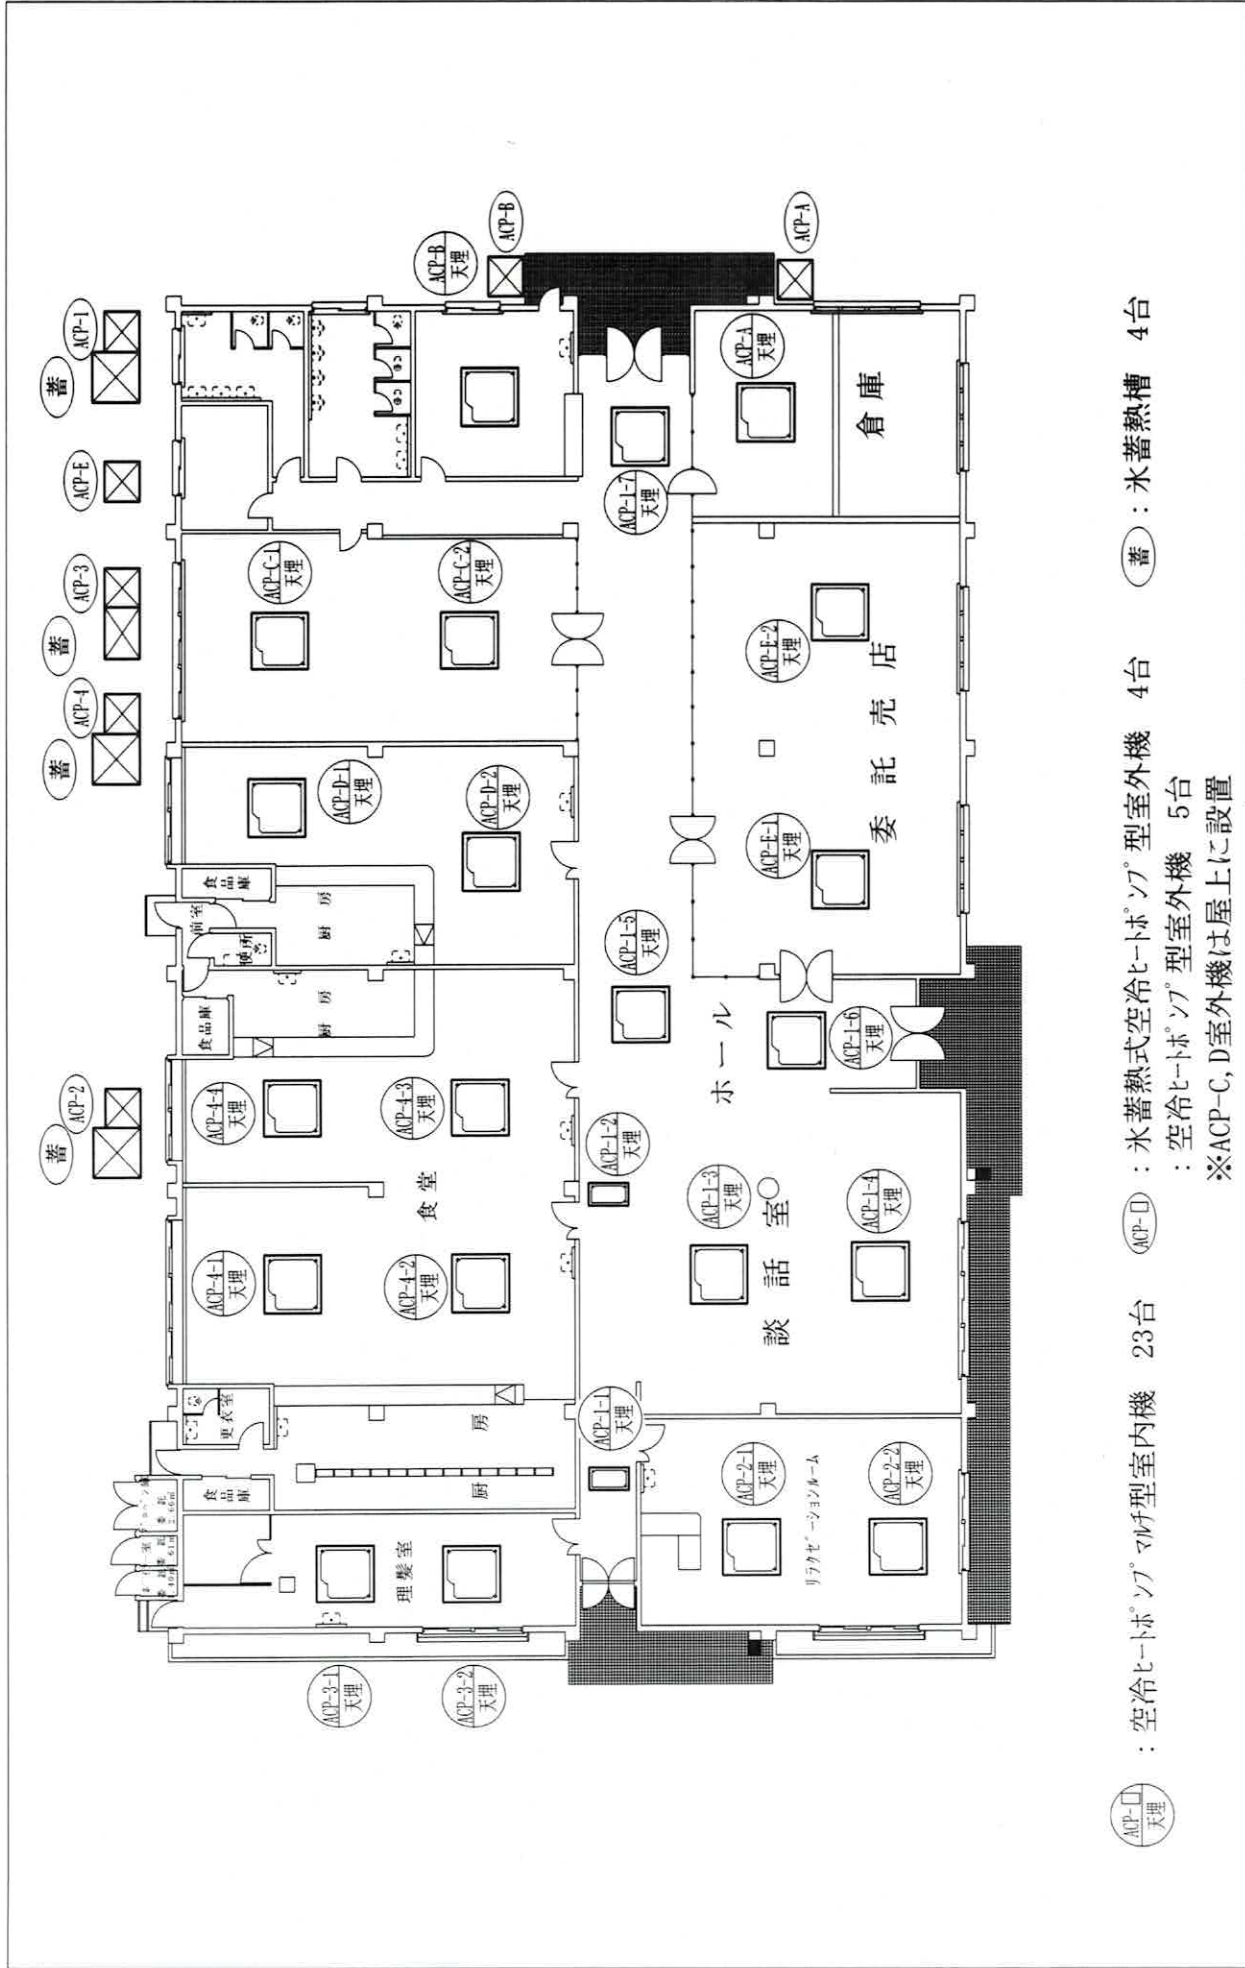 蓄
ACP-2
蓄
ACP-4
蓄
ACP-3
ACP-E
蓄
ACP-1
更衣室
食品庫
食品庫
便所
前室
食品庫
厨房
厨房
厨房
ACP-4-1
天埋
ACP-4-4
天埋
ACP-D-1
天埋
ACP-C-1
天埋
ACP-3-1
天埋
理髪室
ACP-3-2
天埋
ACP-4-2
天埋
食堂
ACP-4-3
天埋
ACP-D-2
天埋
ACP-C-2
天埋
ACP-B
天埋
ACP-B
ACP-1-1
天埋
ACP-1-2
天埋
ACP-1-5
天埋
ACP-1-7
天埋
ACP-2-1
天埋
リラクゼーションルーム
ACP-2-2
天埋
ACP-1-3
天埋
談話室
ACP-1-4
天埋
ホール
ACP-1-6
天埋
ACP-E-1
天埋
ACP-E-2
天埋
委託売店
ACP-A
天埋
倉庫
ACP-A
ACP-□
天埋
：空冷ヒートポンプマルチ型室内機 23台
ACP-□ ：氷蓄熱式空冷ヒートポンプ型室外機 4台
：空冷ヒートポンプ型室外機 5台
※ACP-C,D室外機は屋上に設置
蓄 ：氷蓄熱槽 4台